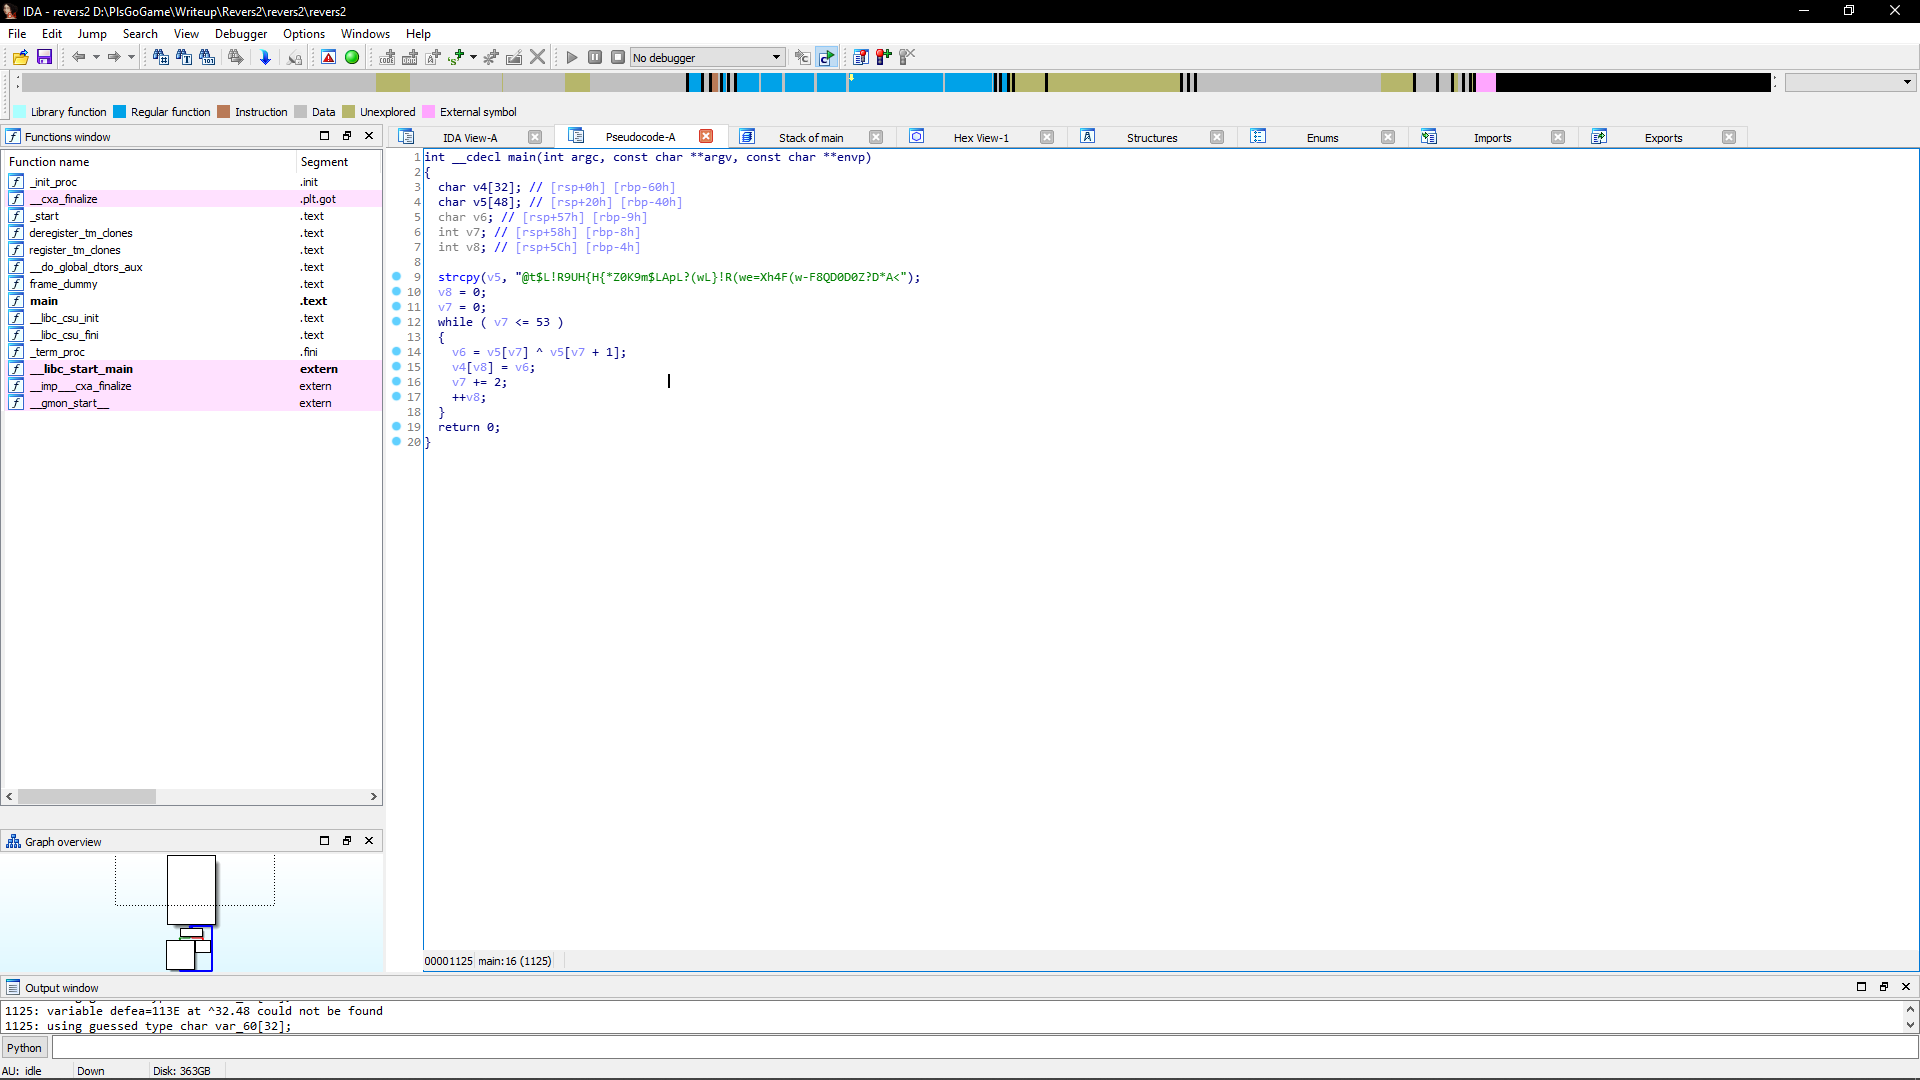 IDA - revers2 D:\PlsGoGame\Writeup\Revers2\revers2\revers2
File Edit Jump Search View Debugger Options Windows Help
No debugger
Library function Regular function Instruction Data Unexplored External symbol
Functions window
IDA View-A Pseudocode-A Stack of main Hex View-1 Structures Enums Imports Exports
Function name Segment
_init_proc .init
__cxa_finalize .plt.got
_start .text
deregister_tm_clones .text
register_tm_clones .text
__do_global_dtors_aux .text
frame_dummy .text
main .text
__libc_csu_init .text
__libc_csu_fini .text
_term_proc .fini
__libc_start_main extern
__imp___cxa_finalize extern
__gmon_start__ extern
1 int __cdecl main(int argc, const char **argv, const char **envp)
2 {
3 char v4[32]; // [rsp+0h] [rbp-60h]
4 char v5[48]; // [rsp+20h] [rbp-40h]
5 char v6; // [rsp+57h] [rbp-9h]
6 int v7; // [rsp+58h] [rbp-8h]
7 int v8; // [rsp+5Ch] [rbp-4h]
8
9 strcpy(v5, "@t$L!R9UH{H{*Z0K9m$LApL?(wL}!R(we=Xh4F(w-F8QD0D0Z?D*A<");
10 v8 = 0;
11 v7 = 0;
12 while ( v7 <= 53 )
13 {
14 v6 = v5[v7] ^ v5[v7 + 1];
15 v4[v8] = v6;
16 v7 += 2;
17 ++v8;
18 }
19 return 0;
20 }
00001125 main:16 (1125)
Graph overview
Output window
1125: variable defea=113E at ^32.48 could not be found
1125: using guessed type char var_60[32];
Python
AU: idle Down Disk: 363GB